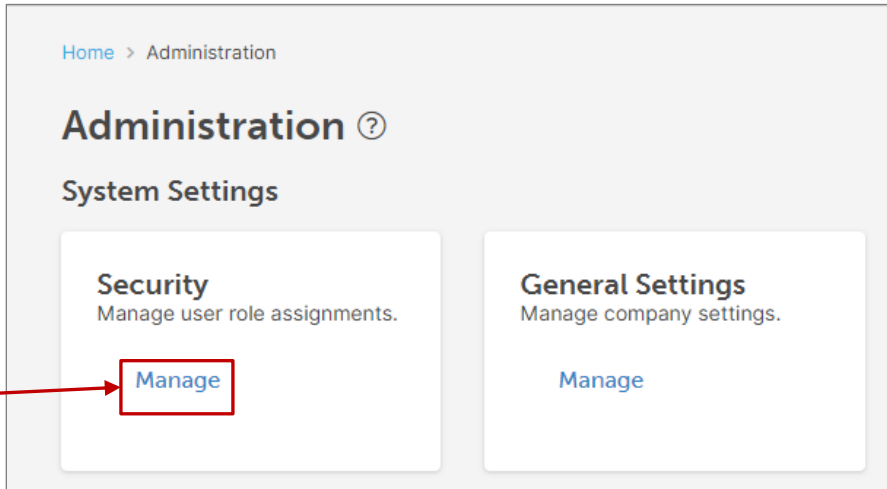 Home > Administration
Administration ?
System Settings
Security
Manage user role assignments.
Manage
General Settings
Manage company settings.
Manage